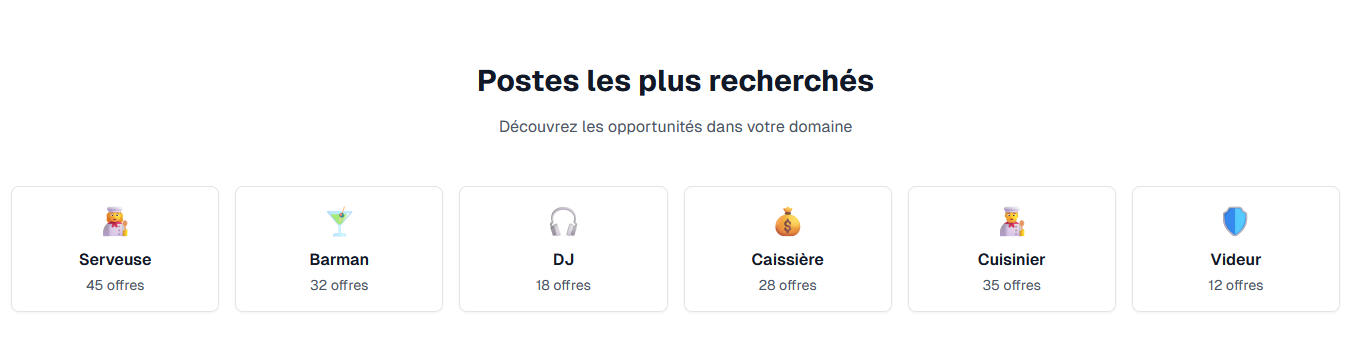 Postes les plus recherchés
Découvrez les opportunités dans votre domaine
Serveuse
45 offres
Barman
32 offres
DJ
18 offres
Caissière
28 offres
Cuisinier
35 offres
Videur
12 offres